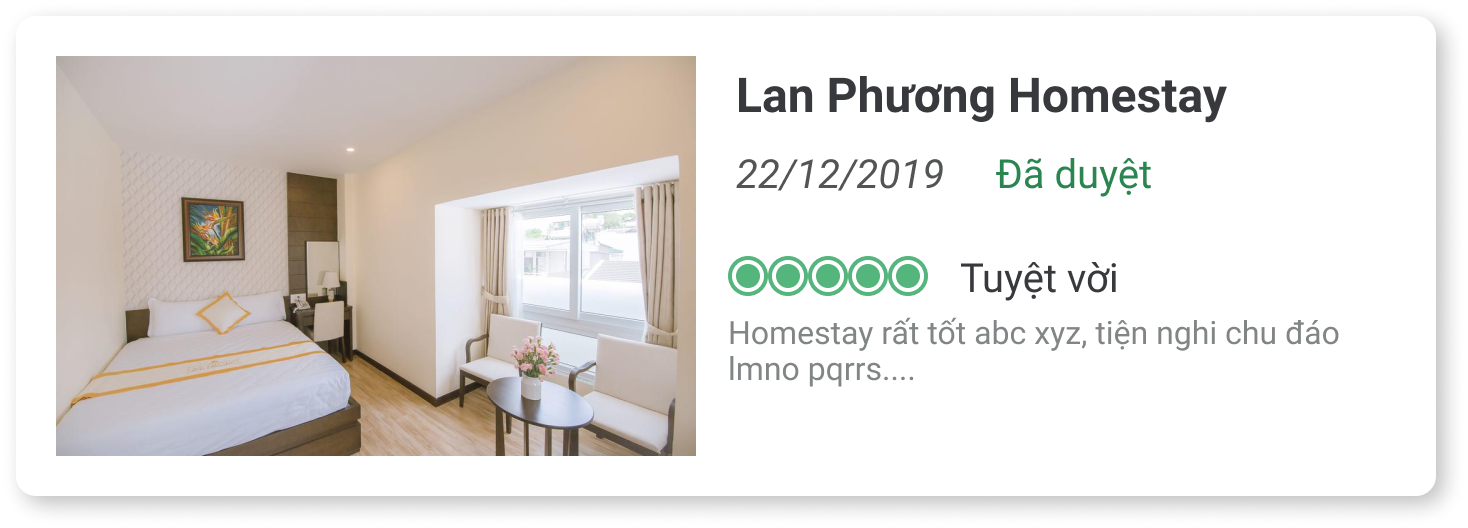 Lan Phương Homestay
22/12/2019 Đã duyệt
Tuyệt vời
Homestay rất tốt abc xyz, tiện nghi chu đáo
lmno pqrrs....